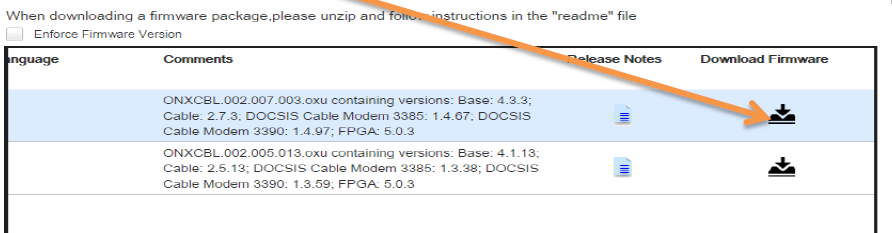 When downloading a firmware package,please unzip and follow instructions in the "readme" file
Enforce Firmware Version
nguage Comments Release Notes Download Firmware
ONXCBL.002.007.003.oxu containing versions: Base: 4.3.3;
Cable: 2.7.3; DOCSIS Cable Modem 3385: 1.4.67; DOCSIS
Cable Modem 3390: 1.4.97; FPGA: 5.0.3
ONXCBL.002.005.013.oxu containing versions: Base: 4.1.13;
Cable: 2.5.13; DOCSIS Cable Modem 3385: 1.3.38; DOCSIS
Cable Modem 3390: 1.3.59; FPGA: 5.0.3